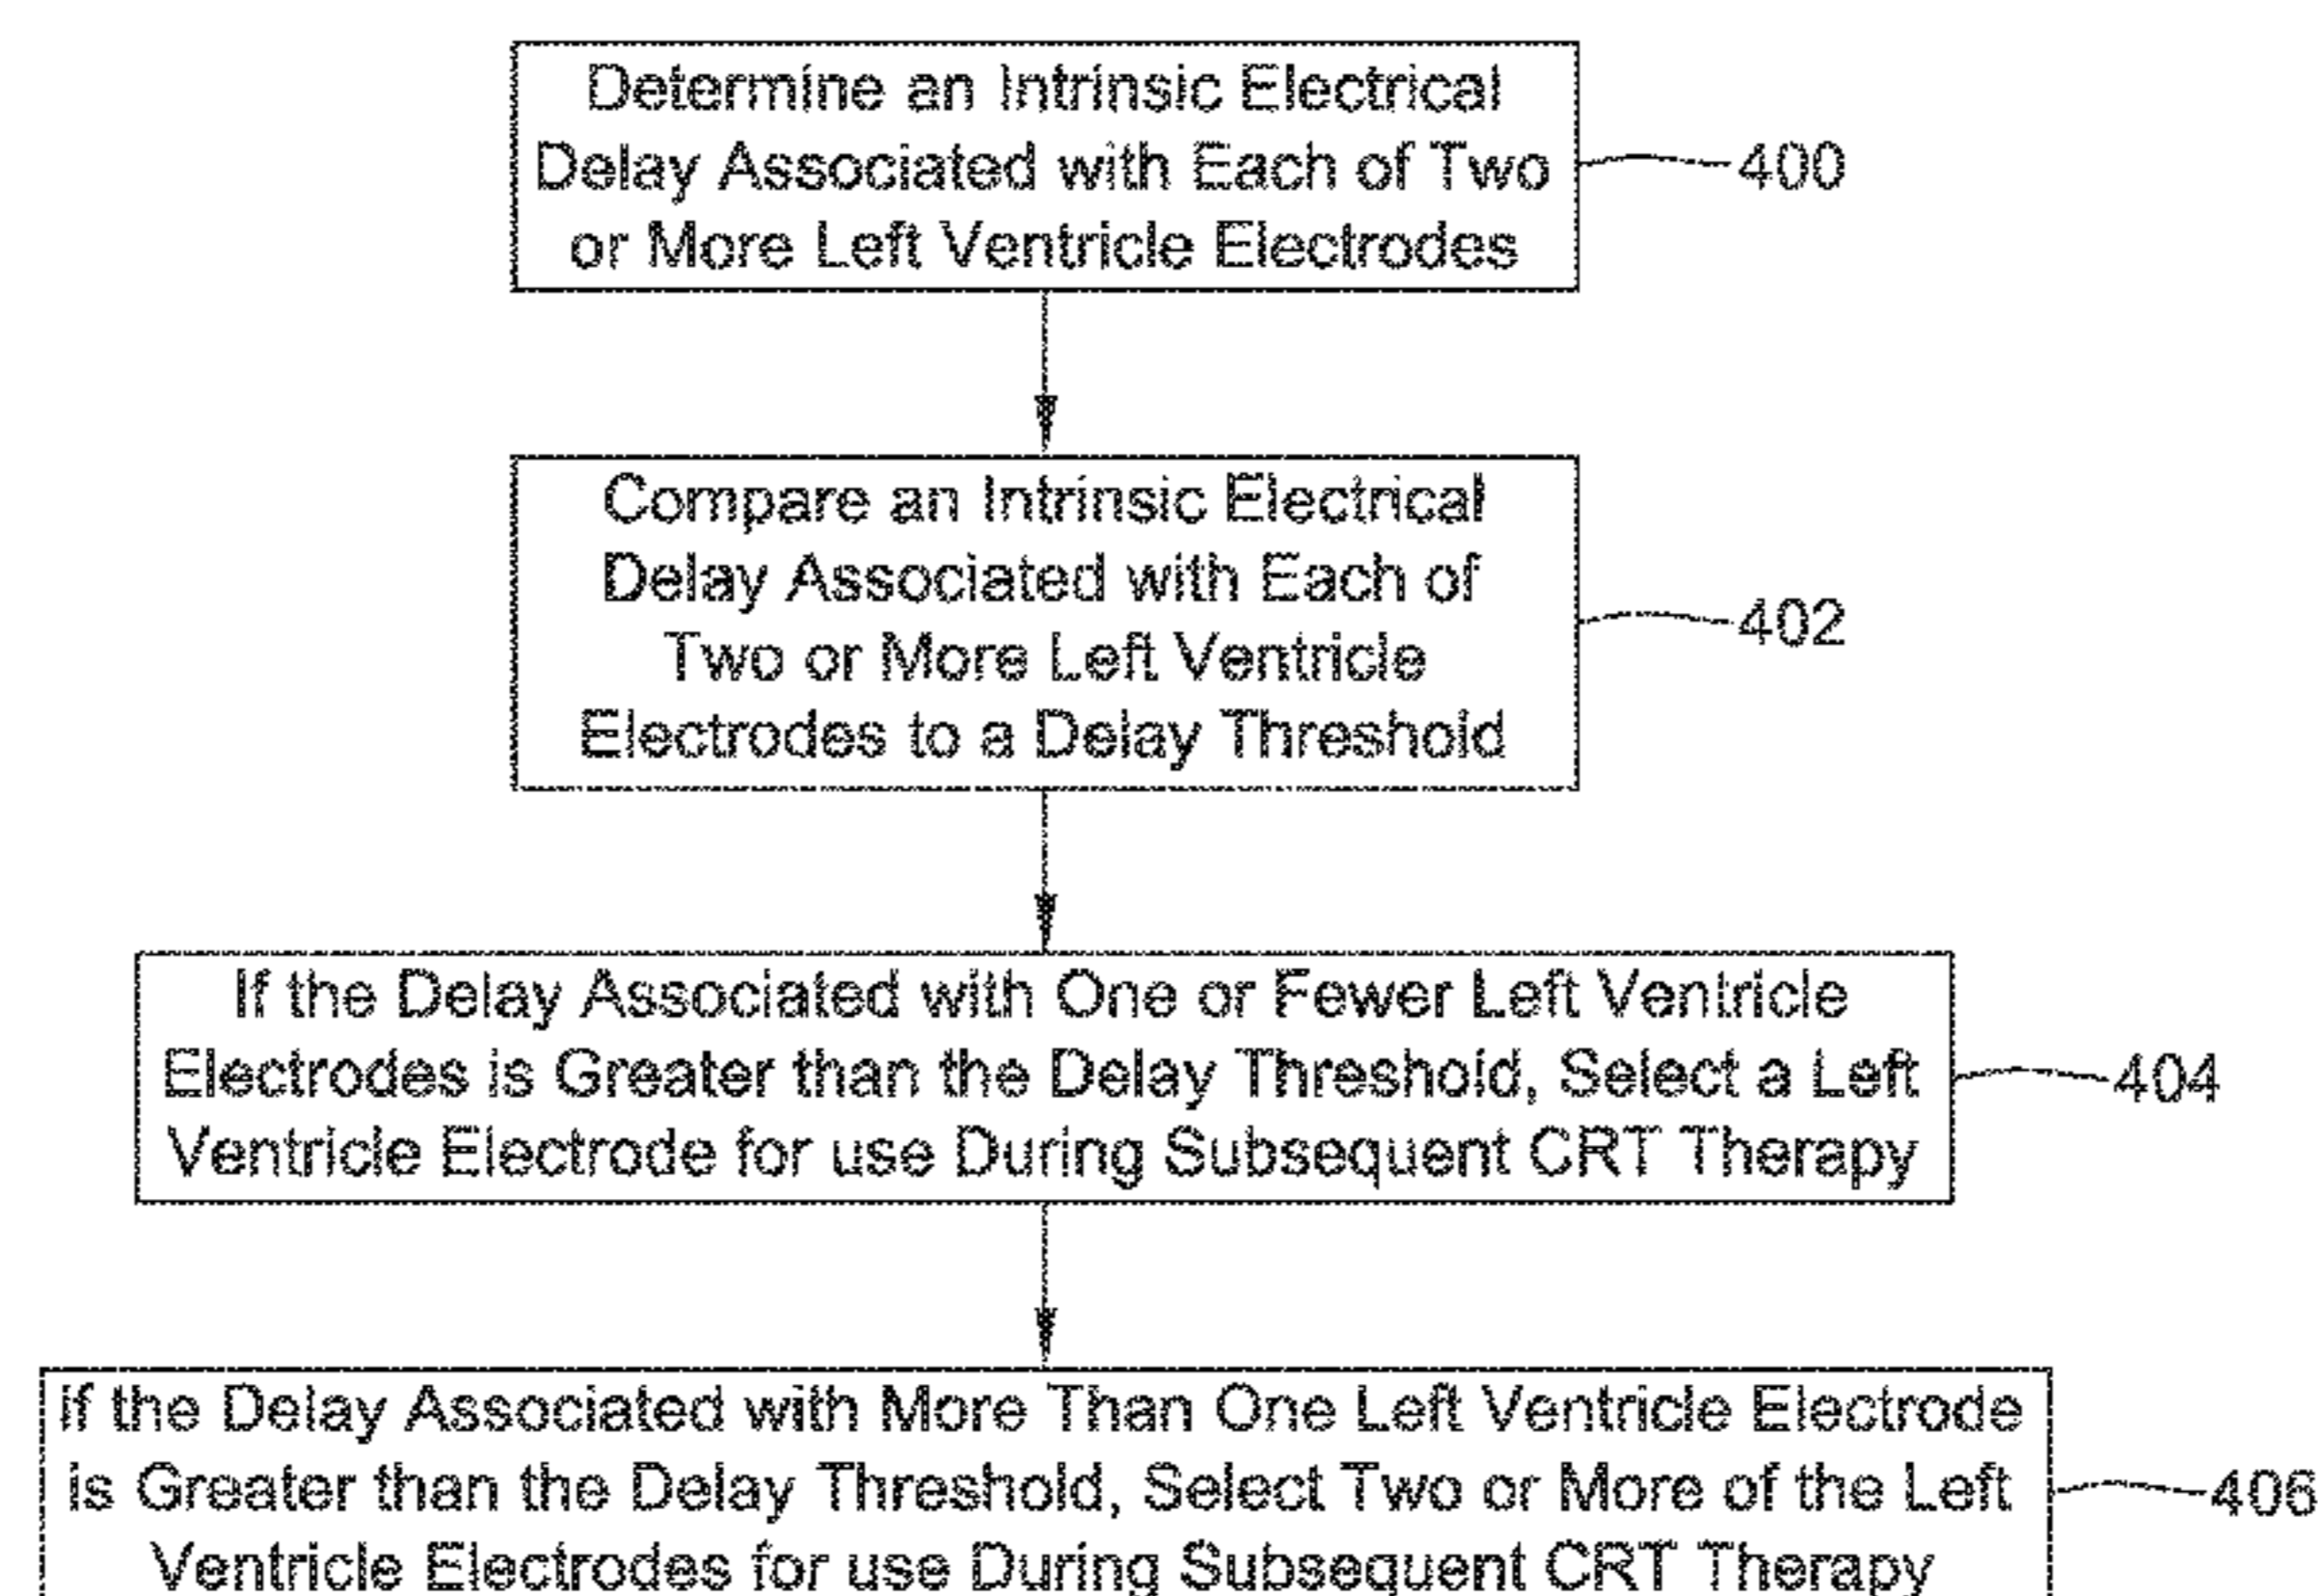 Determine an Intrinsic Electrical
Delay Associated with Each of Two
or More Left Ventricle Electrodes
400
Compare an Intrinsic Electrical
Delay Associated with Each of
Two or More Left Ventricle
Electrodes to a Delay Threshold
402
If the Delay Associated with One or Fewer Left Ventricle
Electrodes is Greater than the Delay Threshold, Select a Left
Ventricle Electrode for use During Subsequent CRT Therapy
404
If the Delay Associated with More Than One Left Ventricle Electrode
is Greater than the Delay Threshold, Select Two or More of the Left
Ventricle Electrodes for use During Subsequent CRT Therapy
406